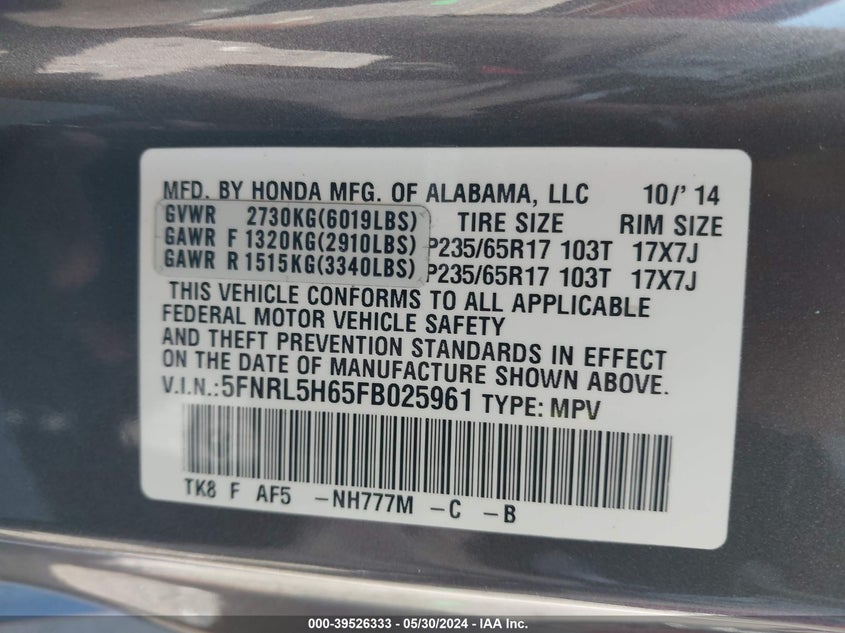 MFD. BY HONDA MFG. OF ALABAMA, LLC 10/' 14
GVWR 2730KG(6019LBS) TIRE SIZE RIM SIZE
GAWR F 1320KG(2910LBS) P235/65R17 103T 17X7J
GAWR R 1515KG(3340LBS) P235/65R17 103T 17X7J
THIS VEHICLE CONFORMS TO ALL APPLICABLE
FEDERAL MOTOR VEHICLE SAFETY
AND THEFT PREVENTION STANDARDS IN EFFECT
ON THE DATE OF MANUFACTURE SHOWN ABOVE.
V.I.N.:5FNRL5H65FB025961 TYPE: MPV
TK8 F AF5 -NH777M -C -B
000-39526333 - 05/30/2024 - IAA Inc.